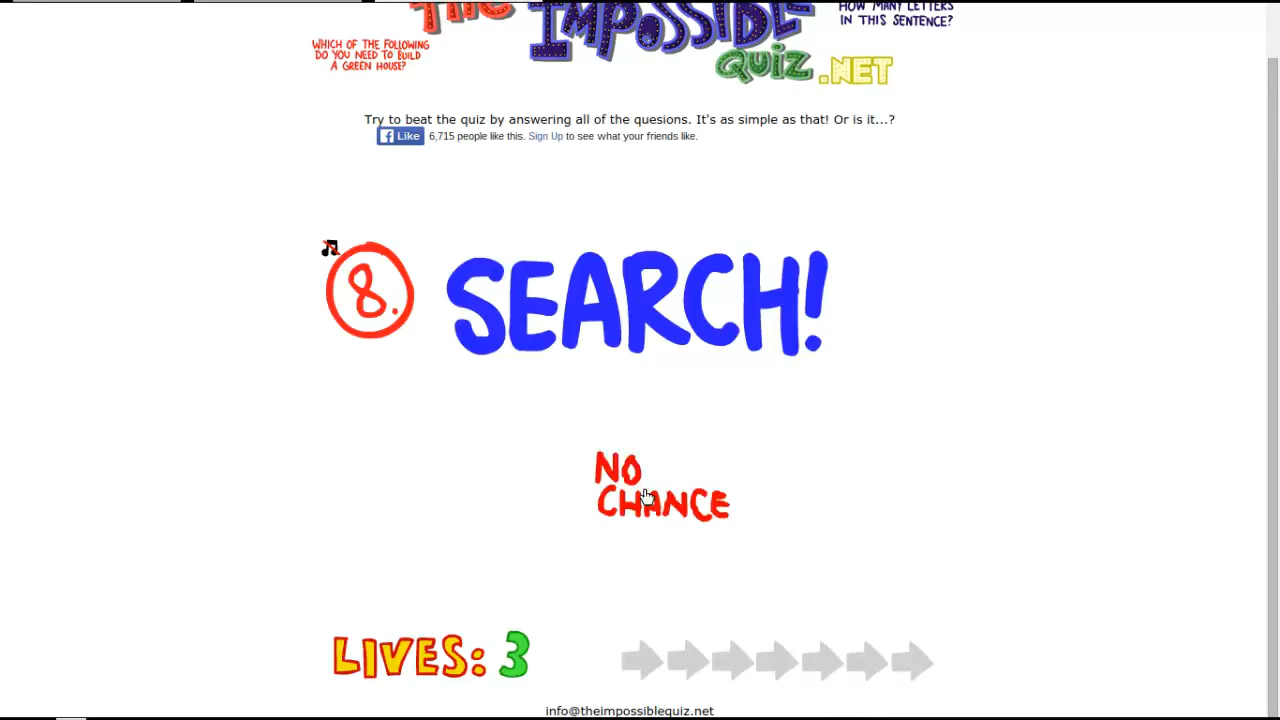 THE IMPOSSIBLE
QUIZ .NET
HOW MANY LETTERS
IN THIS SENTENCE?
WHICH OF THE FOLLOWING
DO YOU NEED TO BUILD
A GREEN HOUSE?
Try to beat the quiz by answering all of the quesions. It's as simple as that! Or is it...?
Like 6,715 people like this. Sign Up to see what your friends like.
8. SEARCH!
NO
CHANCE
LIVES: 3
info@theimpossiblequiz.net